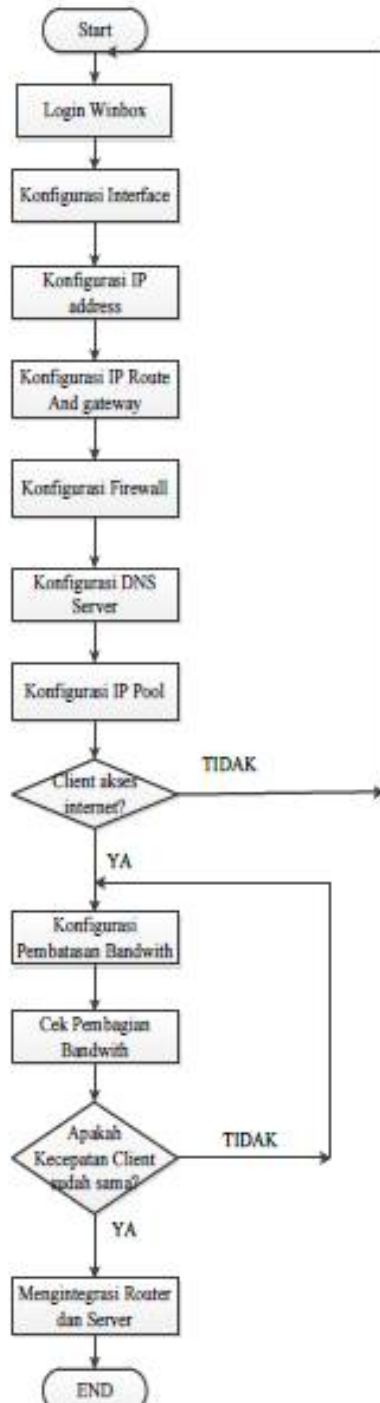 Start
Login Winbox
Konfigurasi Interface
Konfigurasi IP
address
Konfigurasi IP Route
And gateway
Konfigurasi Firewall
Konfigurasi DNS
Server
Konfigurasi IP Pool
Client akses
internet?
TIDAK
YA
Konfigurasi
Pembatasan Bandwith
Cek Pembagian
Bandwith
Apakah
Kecepatan Client
sudah sama?
TIDAK
YA
Mengintegrasi Router
dan Server
END